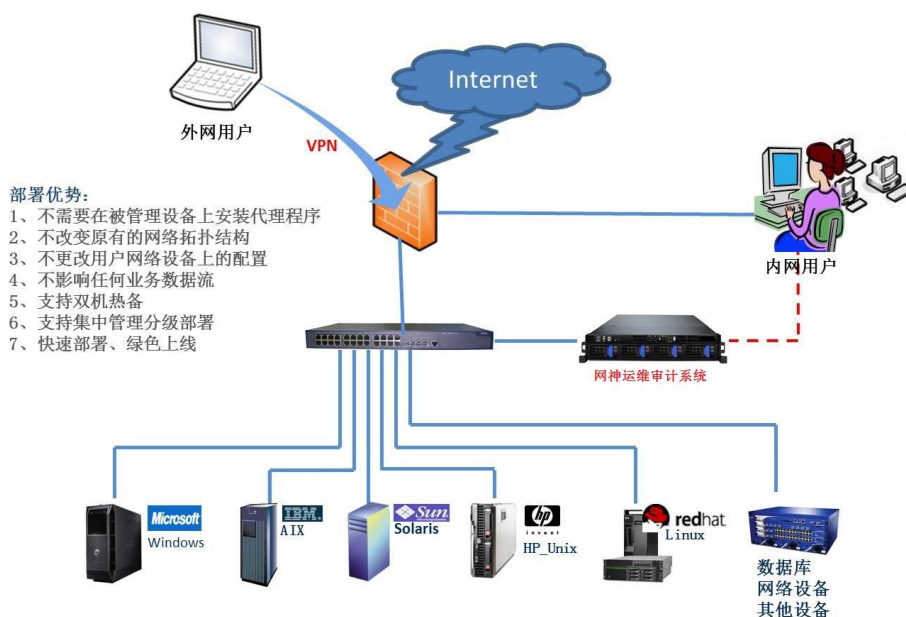 Internet
外网用户
VPN
部署优势：
1、不需要在被管理设备上安装代理程序
2、不改变原有的网络拓扑结构
3、不更改用户网络设备上的配置
4、不影响任何业务数据流
5、支持双机热备
6、支持集中管理分级部署
7、快速部署、绿色上线
内网用户
网神运维审计系统
Microsoft
Windows
IBM.
AIX
Sun
Solaris
hp
invent
HP_Unix
redhat.
Linux
数据库
网络设备
其他设备